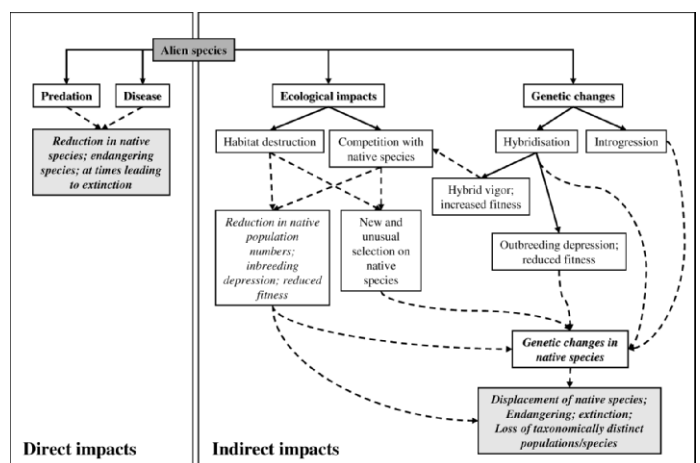 Alien species
Predation
Disease
Reduction in native
species; endangering
species; at times leading
to extinction
Ecological impacts
Genetic changes
Habitat destruction
Competition with
native species
Hybridisation
Introgression
Hybrid vigor;
increased fitness
Reduction in native
population
numbers;
inbreeding
depression; reduced
fitness
New and
unusual
selection on
native
species
Outbreeding depression;
reduced fitness
Genetic changes in
native species
Displacement of native species;
Endangering; extinction;
Loss of taxonomically distinct
populations/species
Direct impacts
Indirect impacts